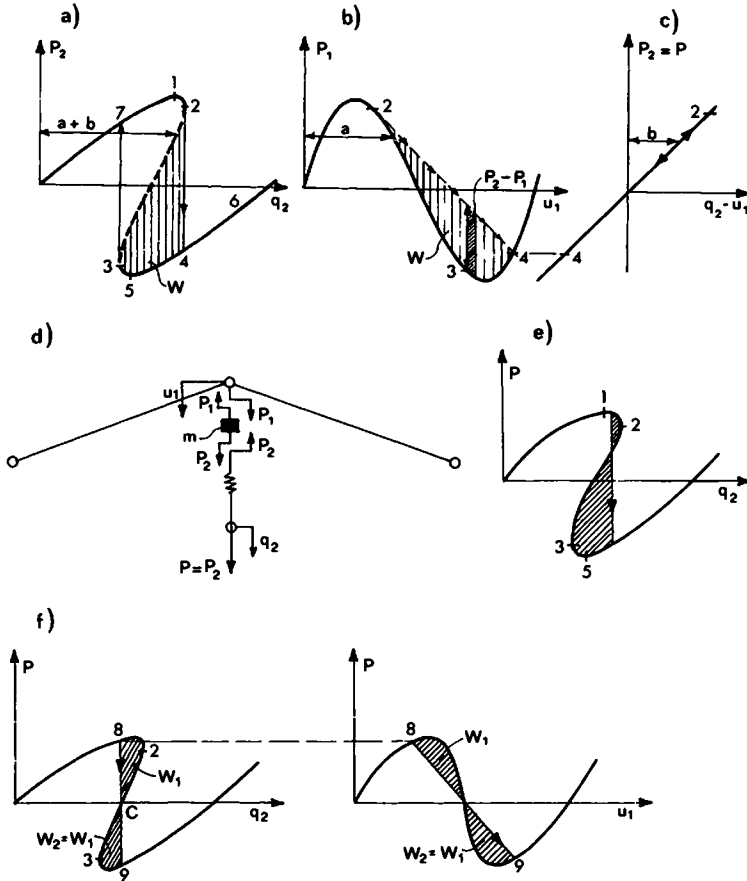 a)
b)
c)
P₂
P₁
P₂ = P
1
2
7
a + b
3
5
4
6
W
q₂
2
a
P₂ − P₁
u₁
W
3
4
2
b
q₂ − u₁
4
d)
e)
u₁
P₁
P₁
m
P₂
P₂
q₂
P = P₂
P
1
2
q₂
3
5
f)
P
8
2
W₁
C
q₂
W₂ = W₁
3
9
P
8
W₁
u₁
W₂ = W₁
9